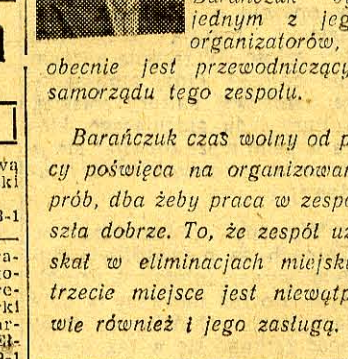 jednym z jeg
organizatorów,
obecnie jest przewodniczący
samorządu tego zespołu.
Barańczuk czas wolny od p
cy poświęca na organizowan
prób, dba żeby praca w zespo
szła dobrze. To, że zespół uz
skał w eliminacjach miejski
trzecie miejsce jest niewątp
wie również i jego zasługą.